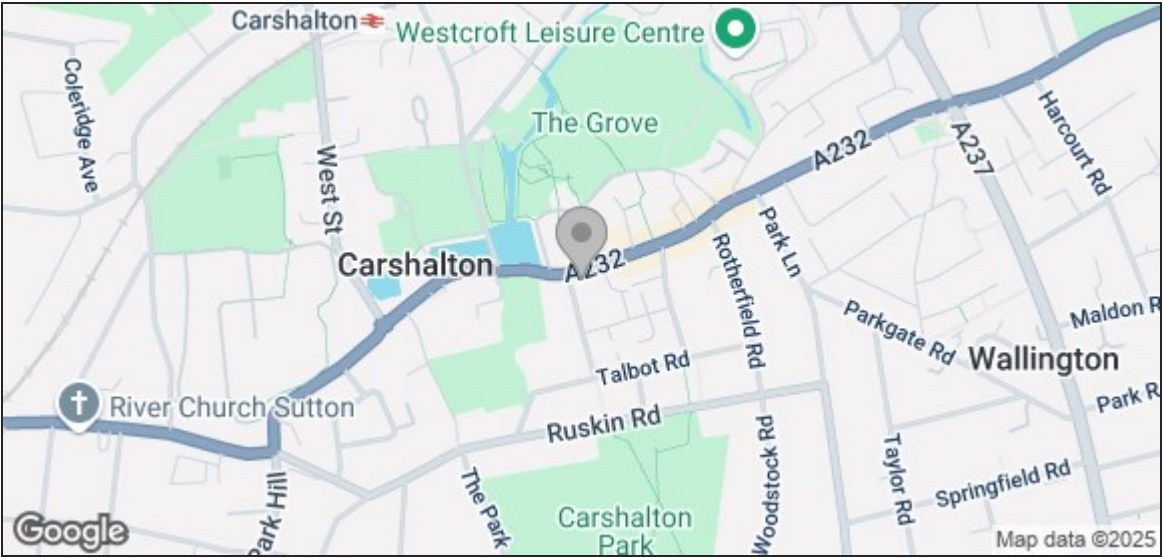 Carshalton
Westcroft Leisure Centre
Coleridge Ave
The Grove
West St
A232
A237
Harcourt Rd
Park Ln
Carshalton
A232
Rotherfield Rd
Parkgate Rd
Maldon R
Wallington
Talbot Rd
River Church Sutton
Park R
Ruskin Rd
Woodstock Rd
Taylor Rd
Springfield Rd
Park Hill
The Park
Carshalton
Park
Google
Map data ©2025